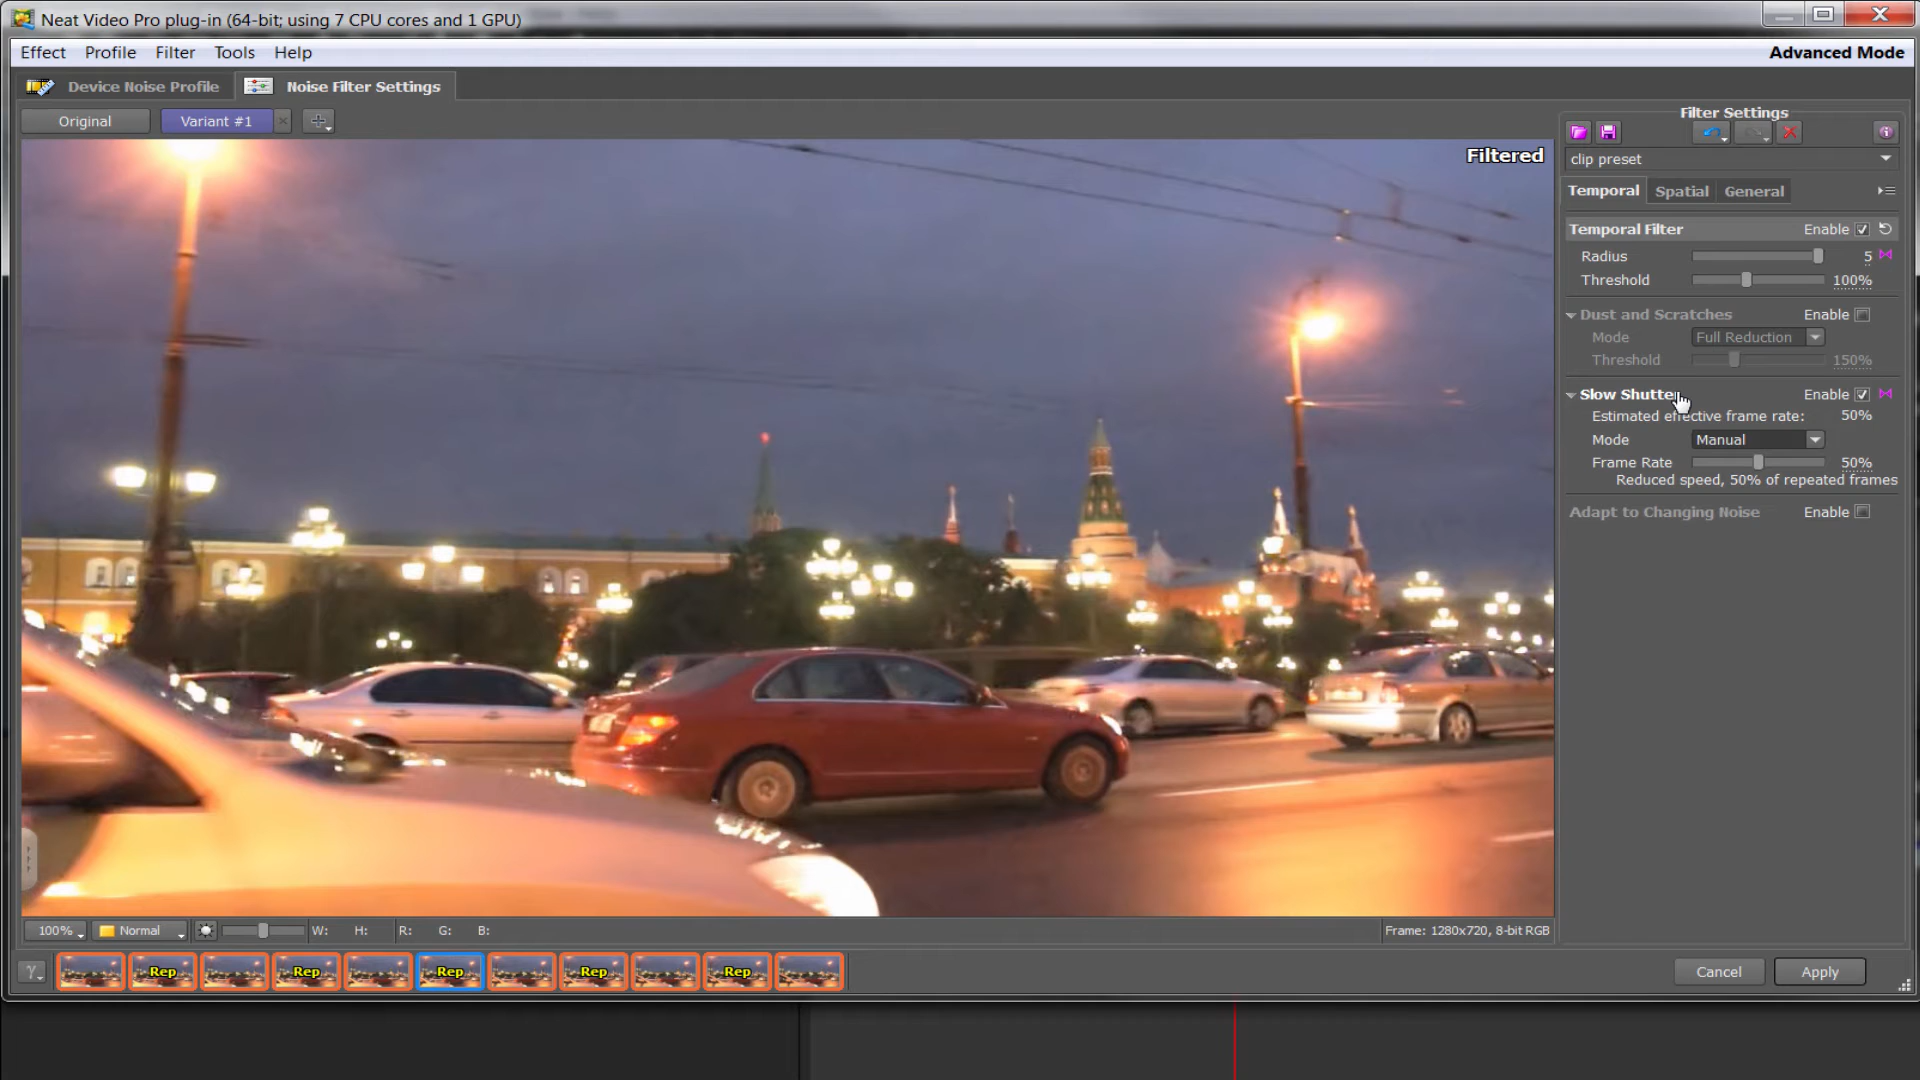 Neat Video Pro plug-in (64-bit; using 7 CPU cores and 1 GPU)
Effect Profile Filter Tools Help
Advanced Mode
Device Noise Profile
Noise Filter Settings
Original
Variant #1
Filtered
Filter Settings
clip preset
Temporal Spatial General
Temporal Filter Enable
Radius 5
Threshold 100%
Dust and Scratches Enable
Mode Full Reduction
Threshold 150%
Slow Shutter Enable
Estimated effective frame rate: 50%
Mode Manual
Frame Rate 50%
Reduced speed, 50% of repeated frames
Adapt to Changing Noise Enable
100% Normal W: H: R: G: B:
Frame: 1280x720, 8-bit RGB
γ Rep Rep Rep Rep Rep
Cancel Apply